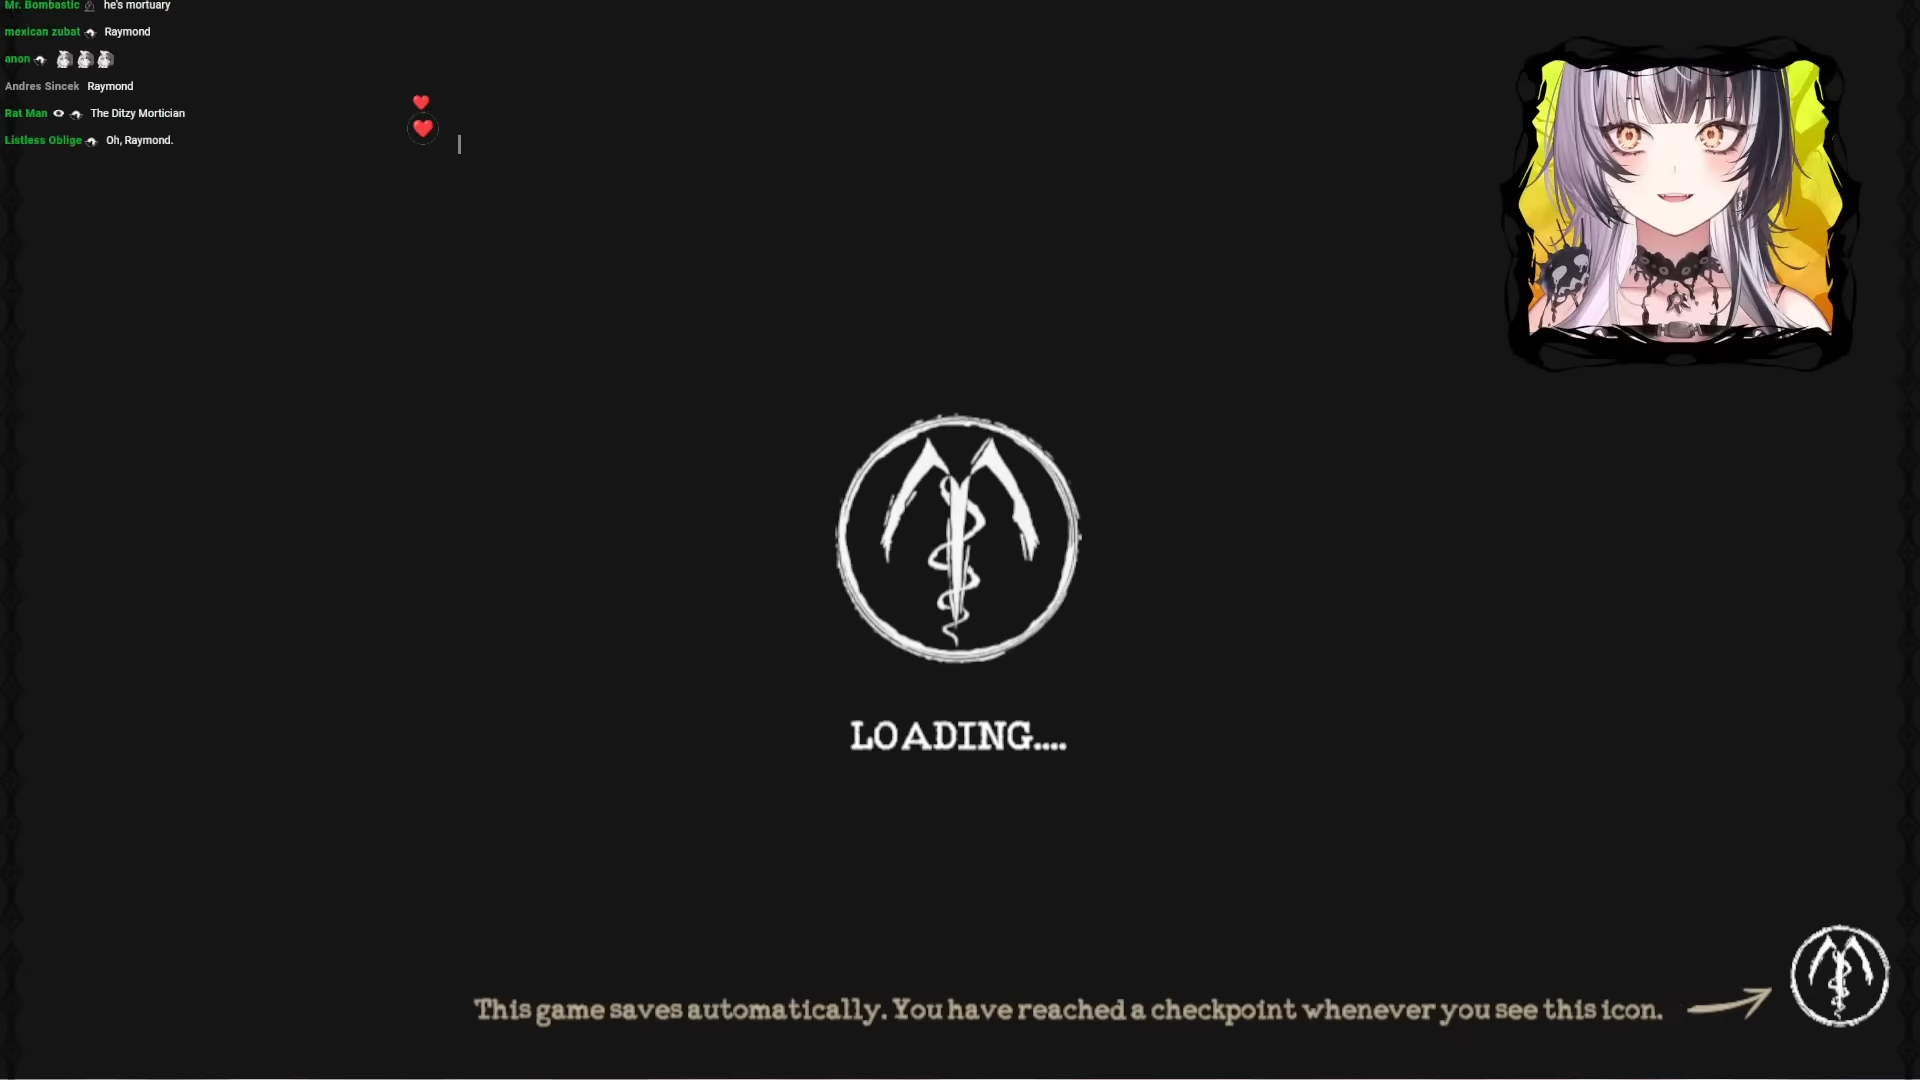 Mr. Bombastic he's mortuary
mexican zubat Raymond
anon
Andres Sincek Raymond
Rat Man The Ditzy Mortician
Listless Oblige Oh, Raymond.
LOADING....
This game saves automatically. You have reached a checkpoint whenever you see this icon.